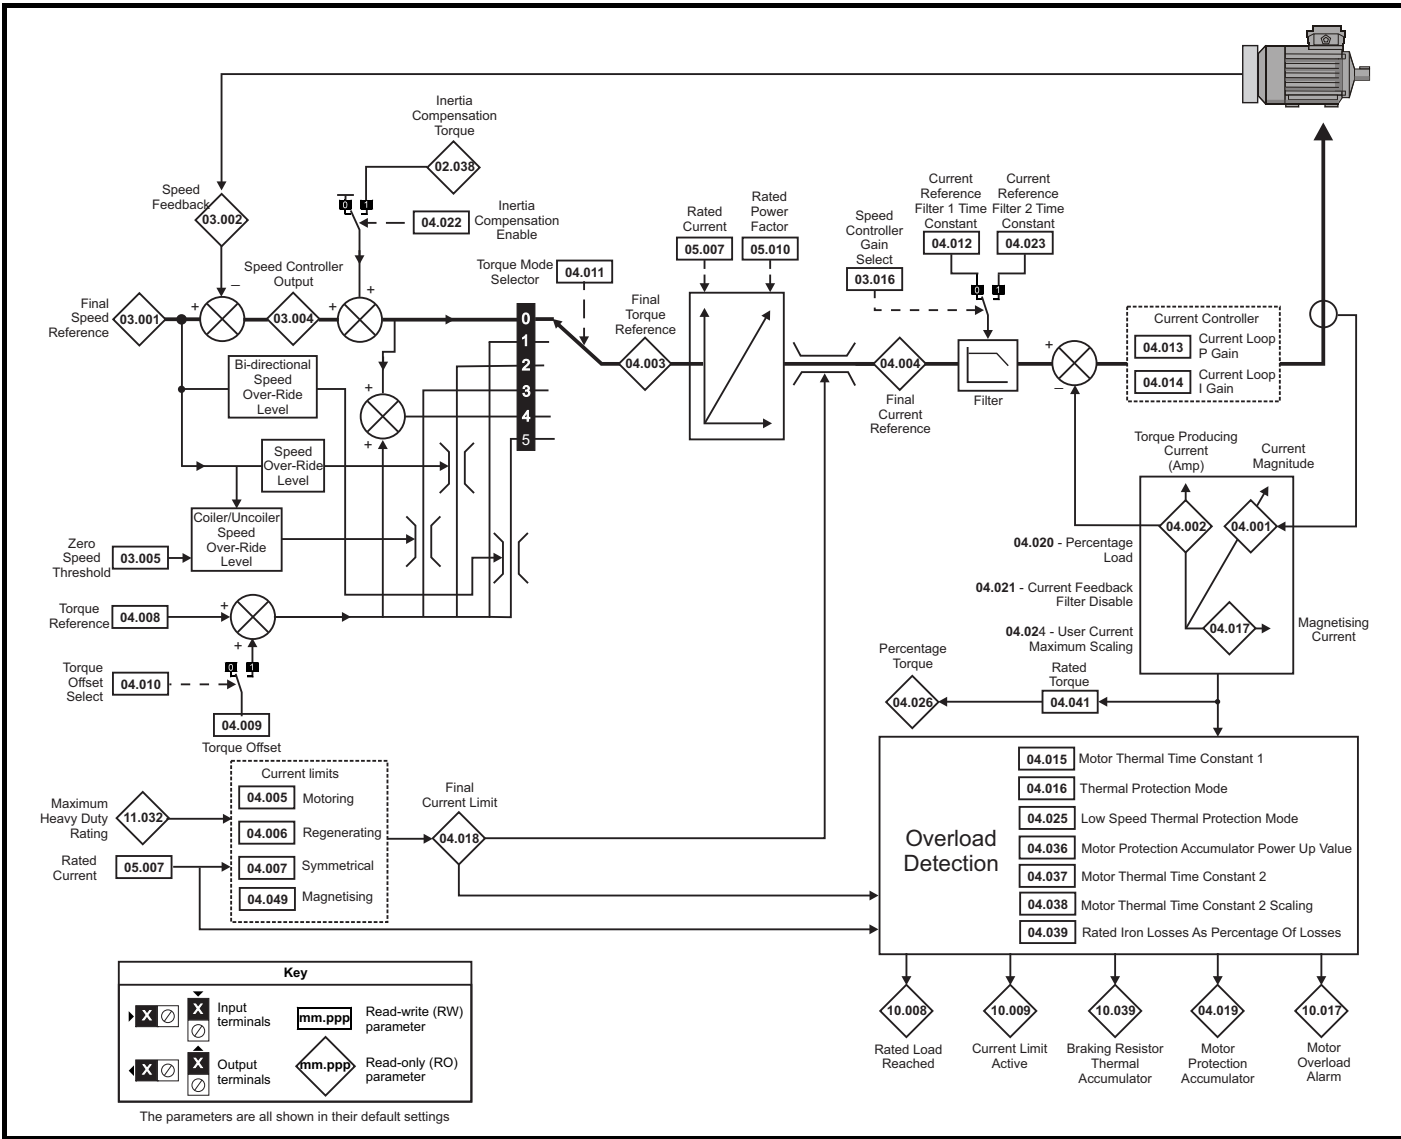 Inertia
Compensation
Torque
02.038
Speed
Feedback
03.002
0 1
04.022
Inertia
Compensation
Enable
Speed Controller
Output
Final
Speed
Reference
03.001
+
–
03.004
+
+
Torque Mode
Selector
04.011
0
1
2
3
4
5
Final
Torque
Reference
04.003
Rated
Current
05.007
Rated
Power
Factor
05.010
Speed
Controller
Gain
Select
03.016
Current
Reference
Filter 1 Time
Constant
04.012
Current
Reference
Filter 2 Time
Constant
04.023
0 1
04.004
Final
Current
Reference
Filter
+
–
Current Controller
04.013
Current Loop
P Gain
04.014
Current Loop
I Gain
Bi-directional
Speed
Over-Ride
Level
+
+
Speed
Over-Ride
Level
Coiler/Uncoiler
Speed
Over-Ride
Level
Zero
Speed
Threshold
03.005
Torque
Reference
04.008
+
+
Torque
Offset
Select
04.010
0 1
04.009
Torque Offset
Torque Producing
Current
(Amp)
Current
Magnitude
04.002
04.001
04.017
Magnetising
Current
04.020 - Percentage
Load
04.021 - Current Feedback
Filter Disable
04.024 - User Current
Maximum Scaling
Percentage
Torque
04.026
Rated
Torque
04.041
Maximum
Heavy Duty
Rating
11.032
Rated
Current
05.007
Current limits
04.005 Motoring
04.006 Regenerating
04.007 Symmetrical
04.049 Magnetising
Final
Current Limit
04.018
Overload
Detection
04.015 Motor Thermal Time Constant 1
04.016 Thermal Protection Mode
04.025 Low Speed Thermal Protection Mode
04.036 Motor Protection Accumulator Power Up Value
04.037 Motor Thermal Time Constant 2
04.038 Motor Thermal Time Constant 2 Scaling
04.039 Rated Iron Losses As Percentage Of Losses
10.008
Rated Load
Reached
10.009
Current Limit
Active
10.039
Braking Resistor
Thermal
Accumulator
04.019
Motor
Protection
Accumulator
10.017
Motor
Overload
Alarm
Key
X
X
Input
terminals
mm.ppp
Read-write (RW)
parameter
X
X
Output
terminals
mm.ppp
Read-only (RO)
parameter
The parameters are all shown in their default settings